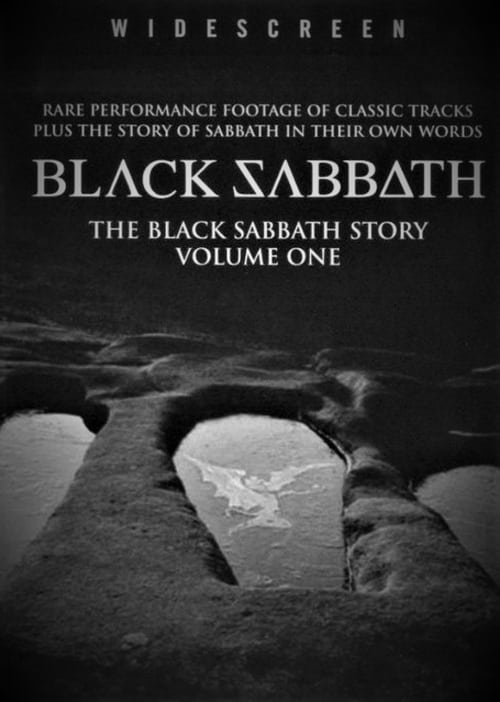 WIDESCREEN
RARE PERFORMANCE FOOTAGE OF CLASSIC TRACKS
PLUS THE STORY OF SABBATH IN THEIR OWN WORDS
BLACK SABBATH
THE BLACK SABBATH STORY
VOLUME ONE